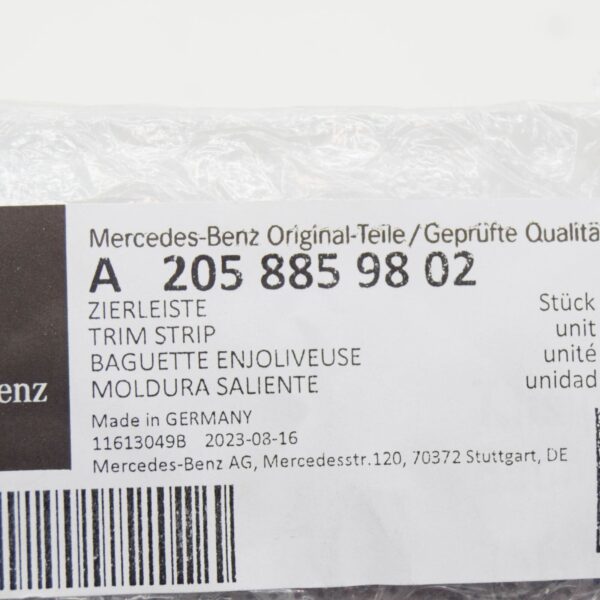 Mercedes-Benz Original-Teile/Geprüfte Qualitä
A 205 885 98 02
ZIERLEISTE Stück
TRIM STRIP unit
BAGUETTE ENJOLIVEUSE unité
MOLDURA SALIENTE unidad
enz
Made in GERMANY
11613049B 2023-08-16
Mercedes-Benz AG, Mercedesstr.120, 70372 Stuttgart, DE